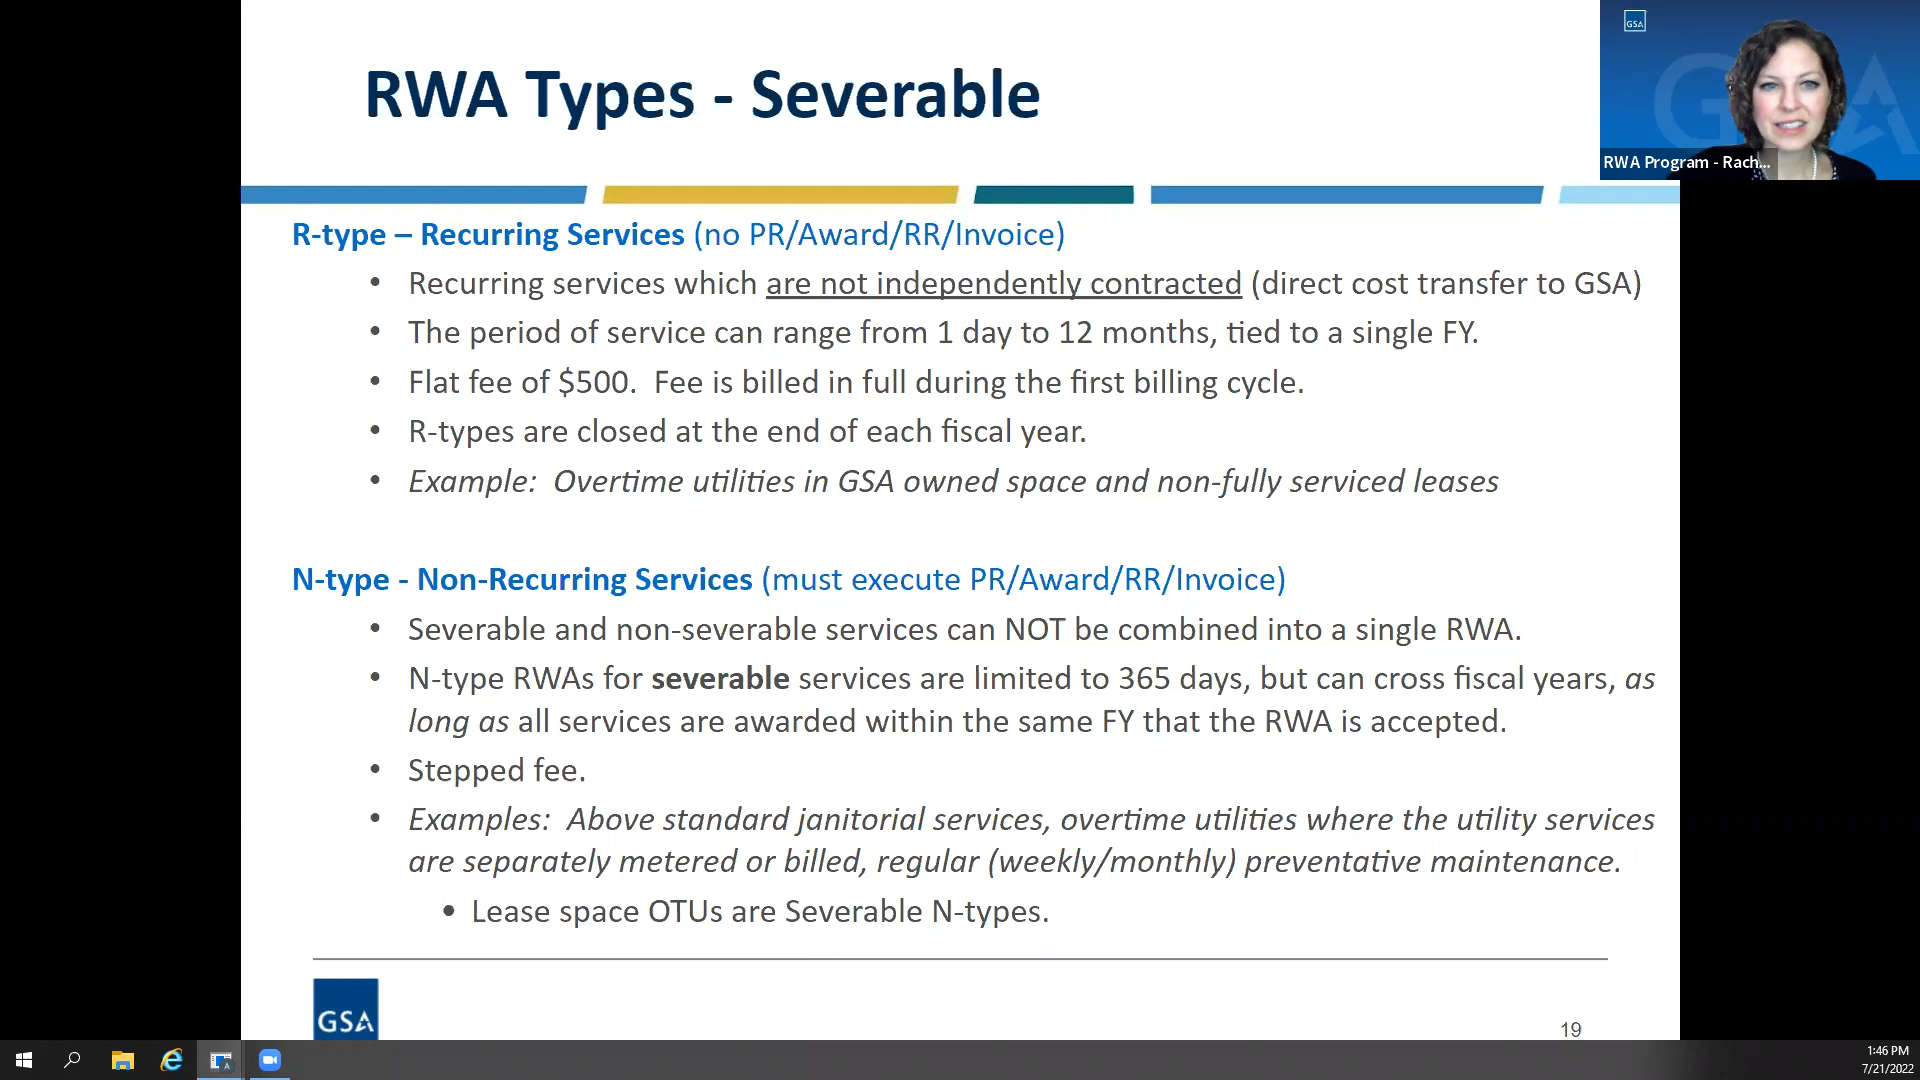 RWA Types - Severable
GSA
RWA Program - Rach...
R-type – Recurring Services (no PR/Award/RR/Invoice)
• Recurring services which are not independently contracted (direct cost transfer to GSA)
• The period of service can range from 1 day to 12 months, tied to a single FY.
• Flat fee of $500.  Fee is billed in full during the first billing cycle.
• R-types are closed at the end of each fiscal year.
• Example:  Overtime utilities in GSA owned space and non-fully serviced leases
N-type - Non-Recurring Services (must execute PR/Award/RR/Invoice)
• Severable and non-severable services can NOT be combined into a single RWA.
• N-type RWAs for severable services are limited to 365 days, but can cross fiscal years, as
long as all services are awarded within the same FY that the RWA is accepted.
• Stepped fee.
• Examples:  Above standard janitorial services, overtime utilities where the utility services
are separately metered or billed, regular (weekly/monthly) preventative maintenance.
• Lease space OTUs are Severable N-types.
GSA
19
1:46 PM
7/21/2022